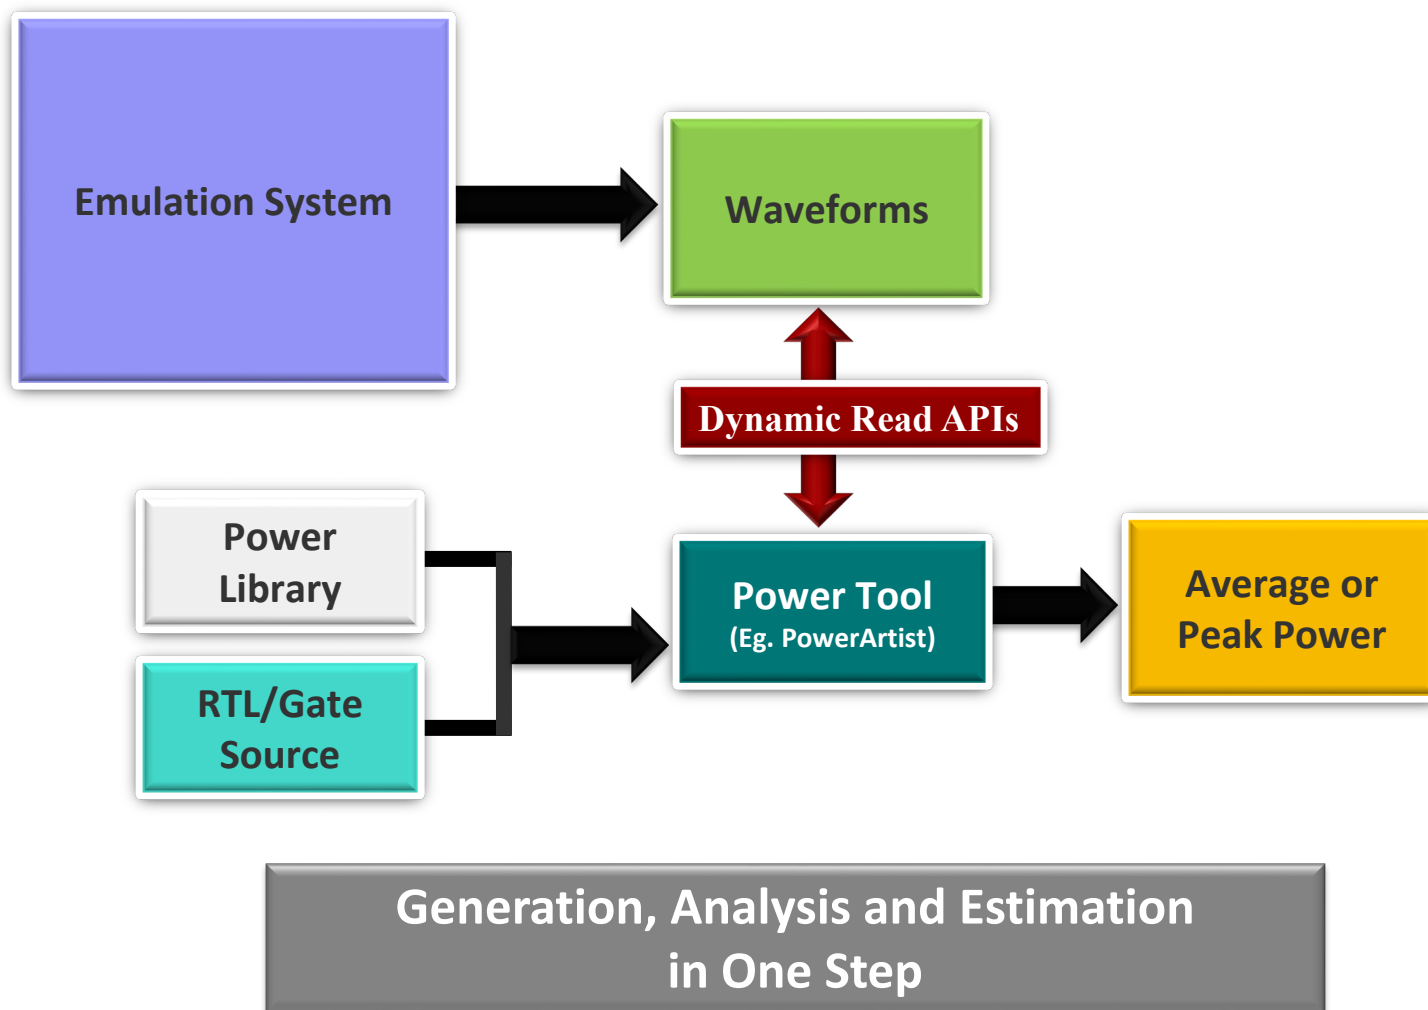 Emulation System
Waveforms
Dynamic Read APIs
Power
Library
RTL/Gate
Source
Power Tool
(Eg. PowerArtist)
Average or
Peak Power
Generation, Analysis and Estimation
in One Step